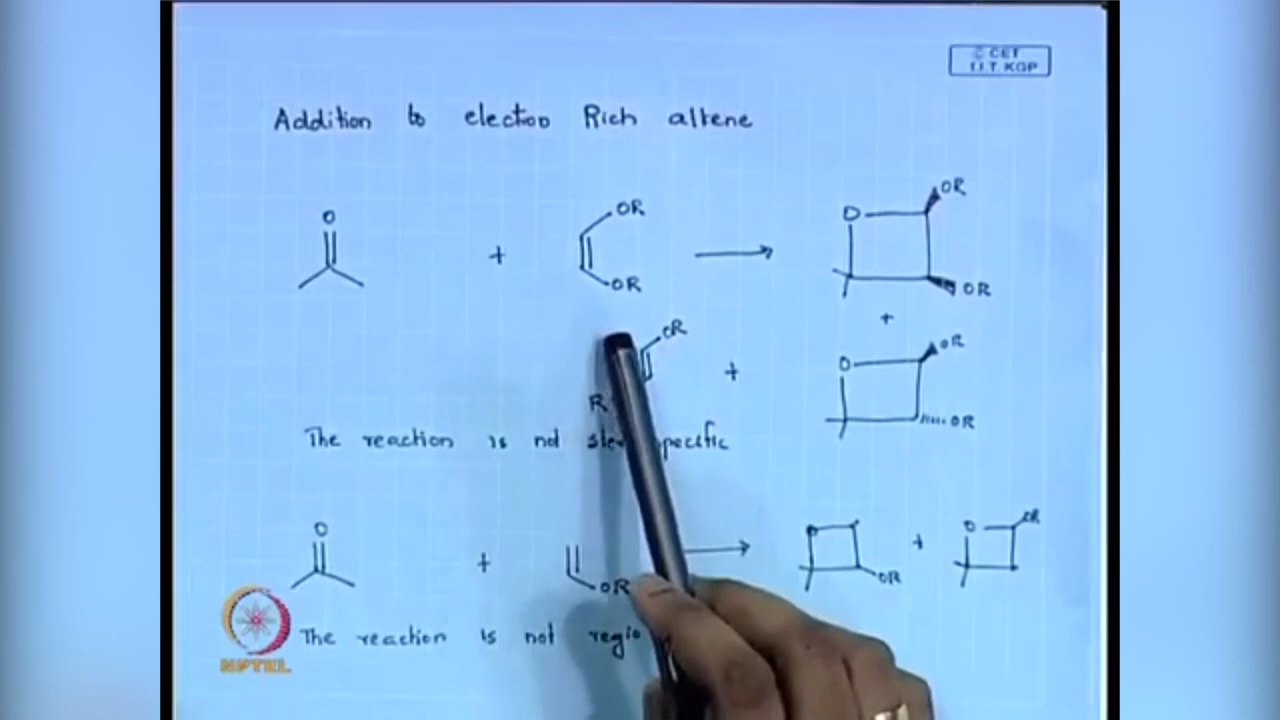 © CET
I.I.T. KGP
Addition to electron Rich alkene
O + OR OR → O OR OR
+
OR R + O OR OR
The reaction is not
O + OR → OR + O OR
The reaction is not
NPTEL